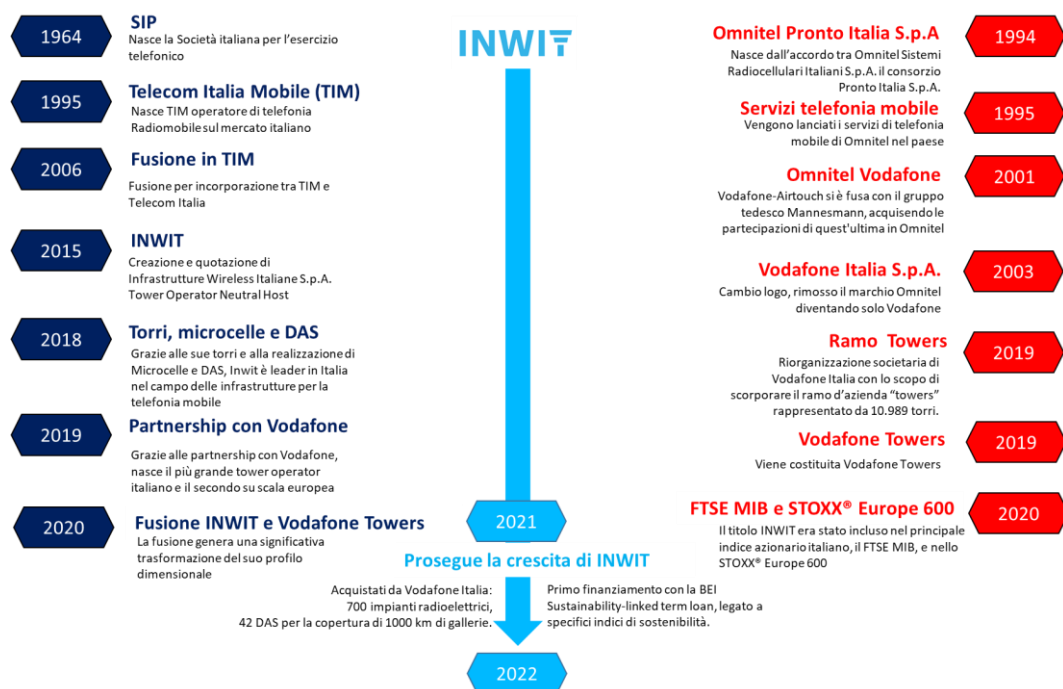 INWIT
1964
SIP
Nasce la Società italiana per l'esercizio
telefonico
1995
Telecom Italia Mobile (TIM)
Nasce TIM operatore di telefonia
Radiomobile sul mercato italiano
2006
Fusione in TIM
Fusione per incorporazione tra TIM e
Telecom Italia
2015
INWIT
Creazione e quotazione di
Infrastrutture Wireless Italiane S.p.A.
Tower Operator Neutral Host
2018
Torri, microcelle e DAS
Grazie alle sue torri e alla realizzazione di
Microcelle e DAS, Inwit è leader in Italia
nel campo delle infrastrutture per la
telefonia mobile
2019
Partnership con Vodafone
Grazie alle partnership con Vodafone,
nasce il più grande tower operator
italiano e il secondo su scala europea
2020
Fusione INWIT e Vodafone Towers
La fusione genera una significativa
trasformazione del suo profilo
dimensionale
Omnitel Pronto Italia S.p.A
1994
Nasce dall'accordo tra Omnitel Sistemi
Radiocellulari Italiani S.p.A. il consorzio
Pronto Italia S.p.A.
Servizi telefonia mobile
1995
Vengono lanciati i servizi di telefonia
mobile di Omnitel nel paese
Omnitel Vodafone
2001
Vodafone-Airtouch si è fusa con il gruppo
tedesco Mannesmann, acquisendo le
partecipazioni di quest'ultima in Omnitel
Vodafone Italia S.p.A.
2003
Cambio logo, rimosso il marchio Omnitel
diventando solo Vodafone
Ramo Towers
2019
Riorganizzazione societaria di
Vodafone Italia con lo scopo di
scorporare il ramo d'azienda “towers”
rappresentato da 10.989 torri.
Vodafone Towers
2019
Viene costituita Vodafone Towers
FTSE MIB e STOXX® Europe 600
2020
Il titolo INWIT era stato incluso nel principale
indice azionario italiano, il FTSE MIB, e nello
STOXX® Europe 600
2021
Prosegue la crescita di INWIT
Acquistati da Vodafone Italia:
700 impianti radioelettrici,
42 DAS per la copertura di 1000 km di gallerie.
Primo finanziamento con la BEI
Sustainability-linked term loan, legato a
specifici indici di sostenibilità.
2022